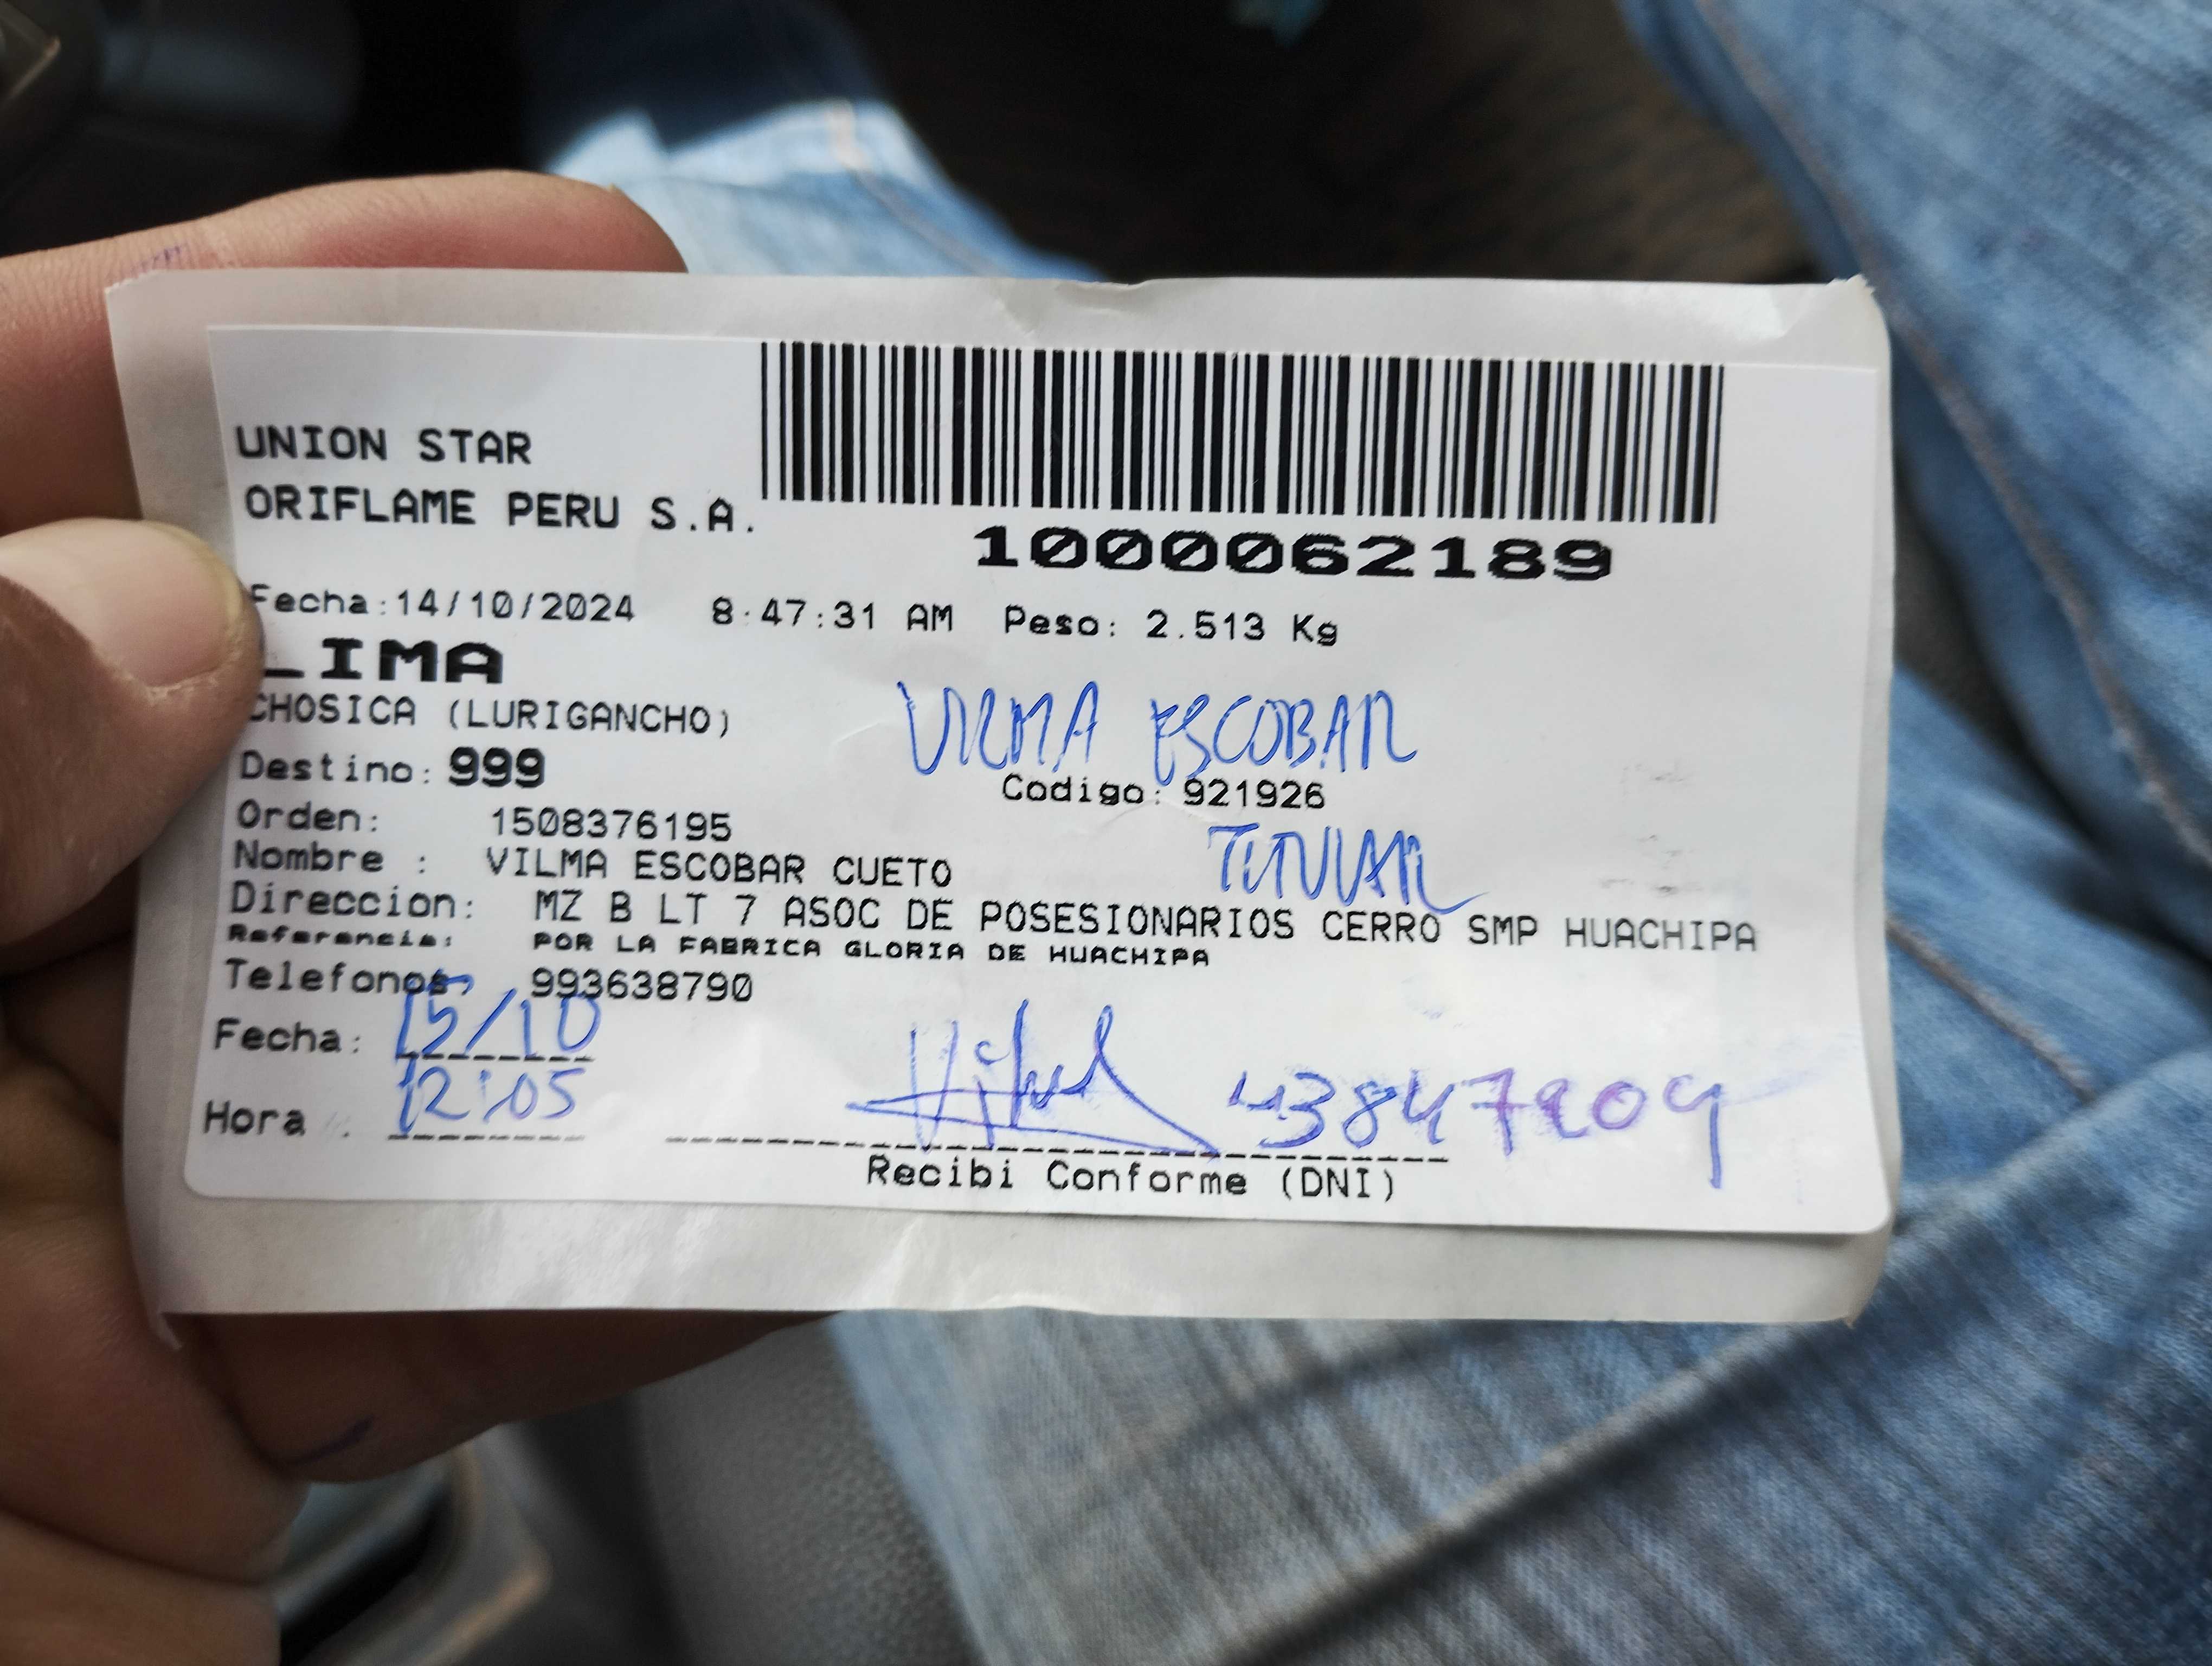 UNION STAR
ORIFLAME PERU S.A.
1000062189
Fecha:14/10/2024 8:47:31 AM Peso: 2.513 Kg
LIMA
CHOSICA (LURIGANCHO)
VILMA ESCOBAR
Destino: 999
Codigo: 921926
Orden: 1508376195
TITULAR
Nombre : VILMA ESCOBAR CUETO
Direccion: MZ B LT 7 ASOC DE POSESIONARIOS CERRO SMP HUACHIPA
Referencia: POR LA FABRICA GLORIA DE HUACHIPA
Telefonos 993638790
Fecha: 15/10
Hora : 12:05
Recibi Conforme (DNI)